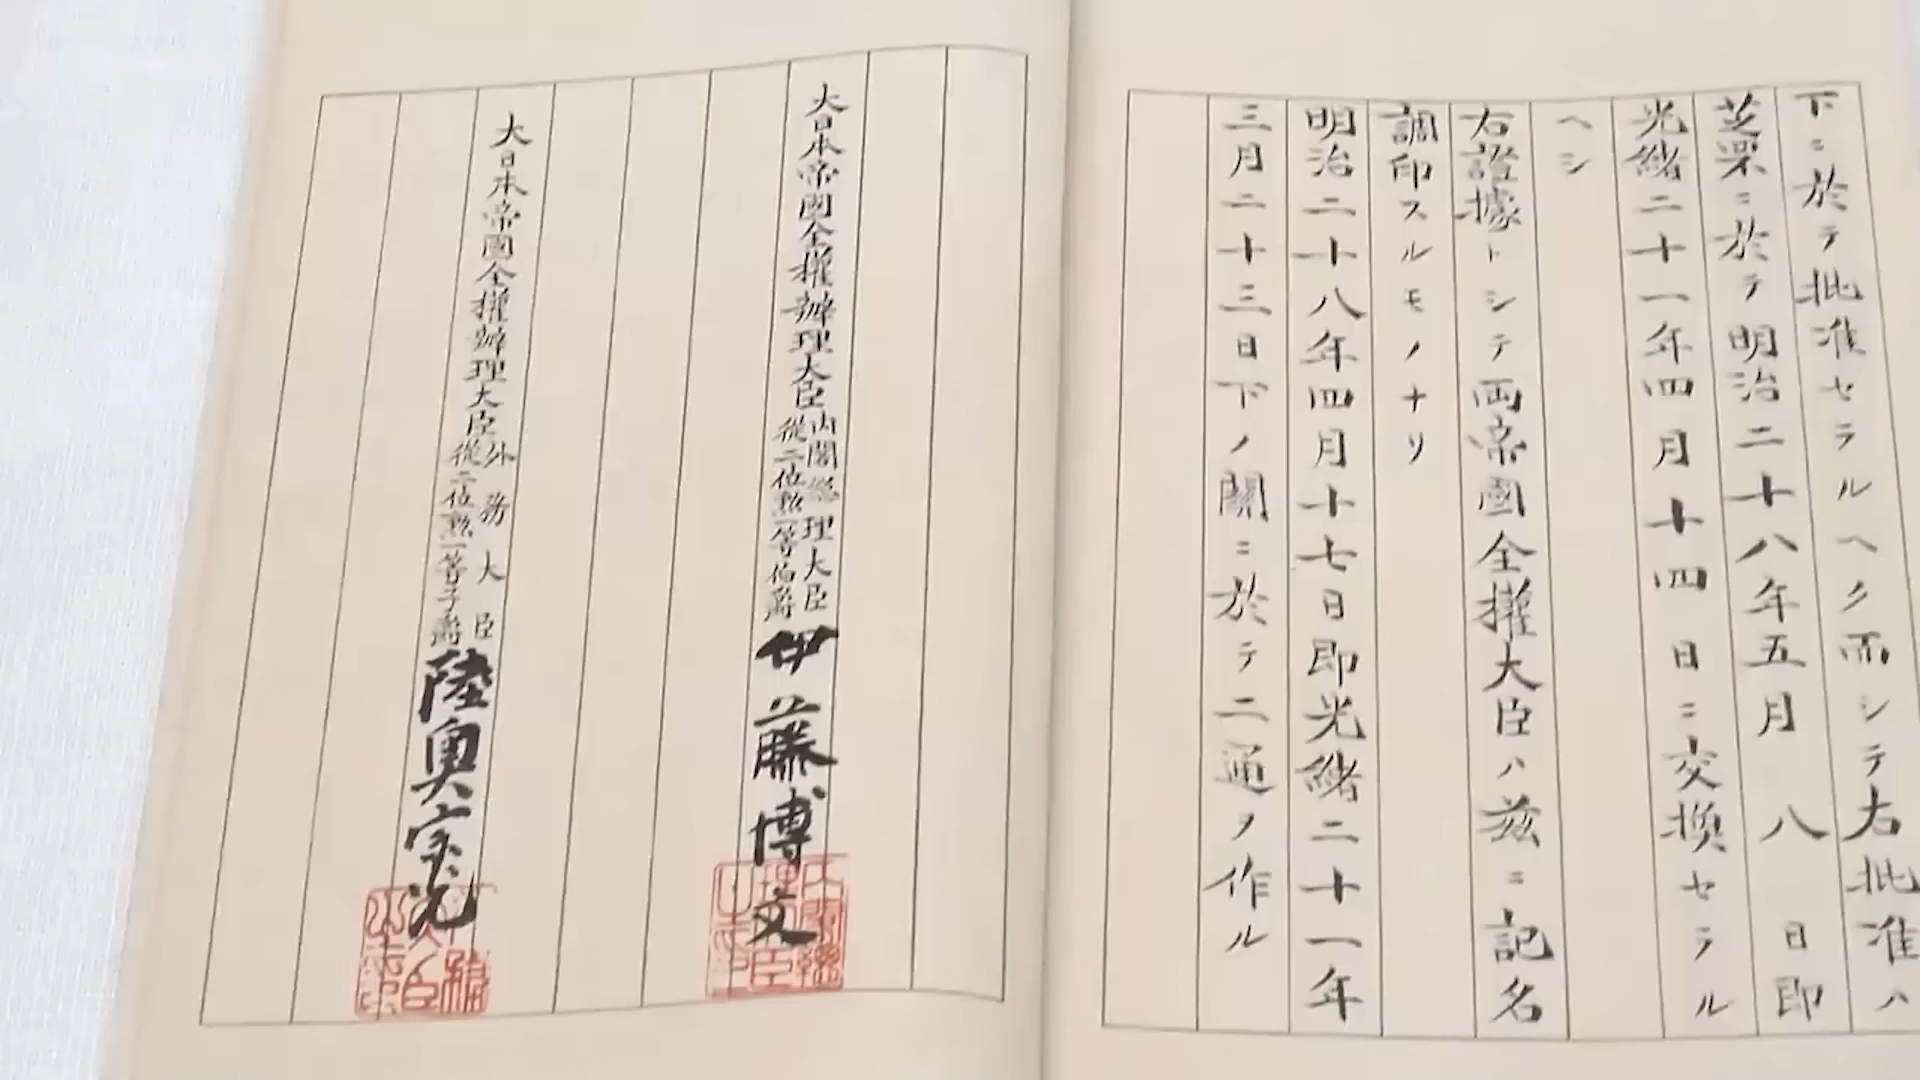 下ニ於テ批准セラルヘク而シテ右批准ハ
芝罘ニ於テ明治二十八年五月八日即
光緒二十一年四月十四日ニ交換セラル
ヘシ
右證據トシテ両帝國全權大臣ハ茲ニ記名
調印スルモノナリ
明治二十八年四月十七日即光緒二十一年
三月二十三日下ノ關ニ於テ二通ヲ作ル
大日本帝國全權辦理大臣
內閣總理大臣
從二位勲一等伯爵
伊藤博文
大日本帝國全權辦理大臣
外務大臣
從二位勲一等子爵
陸奥宗光